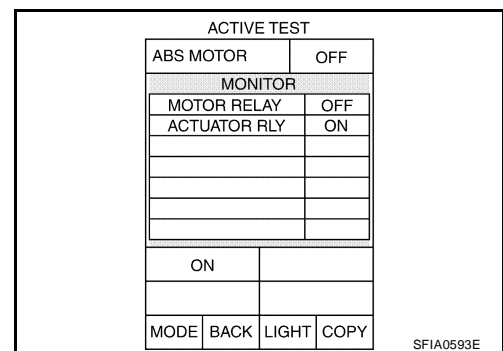 ACTIVE TEST
ABS MOTOR OFF
MONITOR
MOTOR RELAY OFF
ACTUATOR RLY ON
ON
MODE BACK LIGHT COPY
SFIA0593E